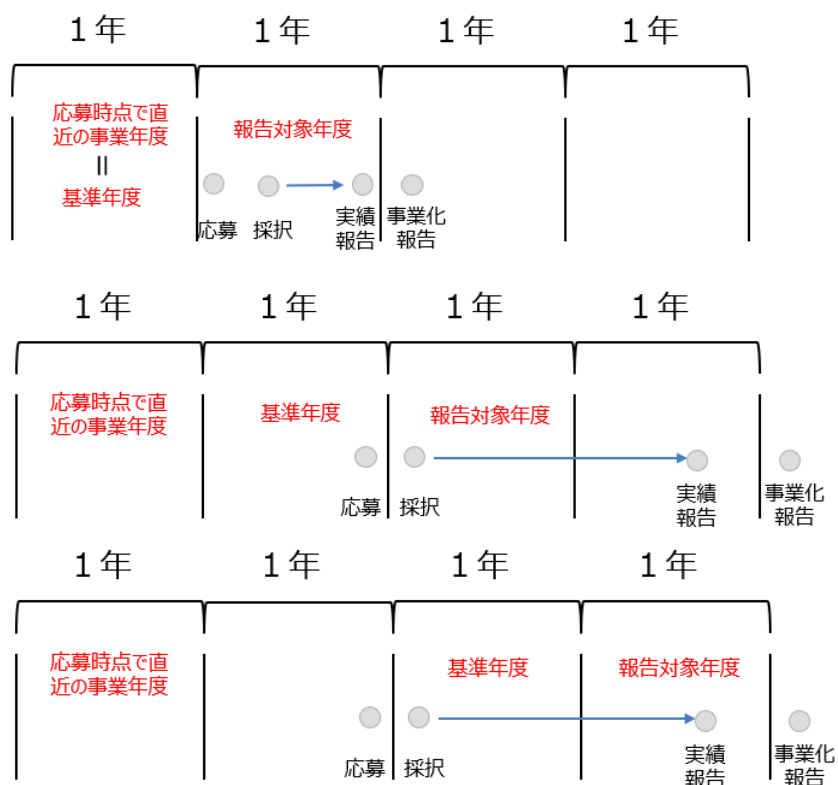 1年 1年 1年 1年
応募時点で直
近の事業年度
=
基準年度
報告対象年度
応募 採択 実績 事業化
報告 報告
1年 1年 1年 1年
応募時点で直
近の事業年度
基準年度 報告対象年度
応募 採択 実績 事業化
報告 報告
1年 1年 1年 1年
応募時点で直
近の事業年度
基準年度 報告対象年度
応募 採択 実績 事業化
報告 報告